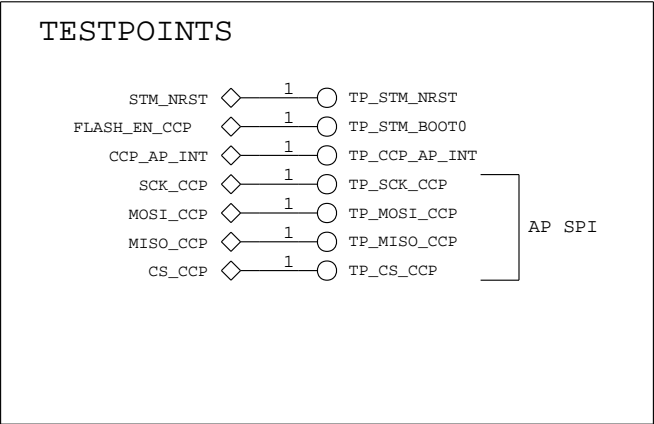 TESTPOINTS
STM_NRST 1 TP_STM_NRST
FLASH_EN_CCP 1 TP_STM_BOOT0
CCP_AP_INT 1 TP_CCP_AP_INT
SCK_CCP 1 TP_SCK_CCP
MOSI_CCP 1 TP_MOSI_CCP
AP SPI
MISO_CCP 1 TP_MISO_CCP
CS_CCP 1 TP_CS_CCP